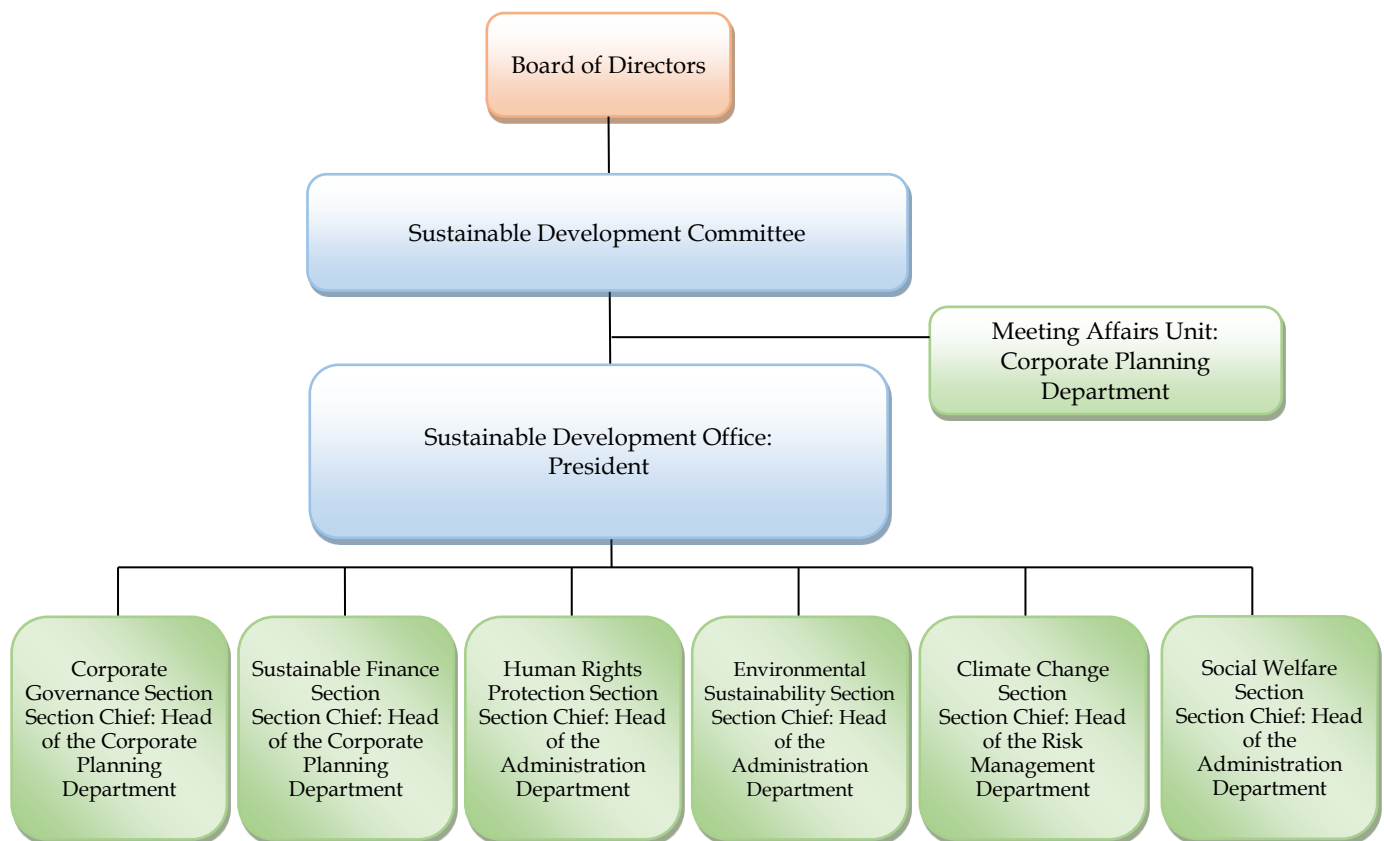 Board of Directors
Sustainable Development Committee
Meeting Affairs Unit:
Corporate Planning
Department
Sustainable Development Office:
President
Corporate
Governance Section
Section Chief: Head
of the Corporate
Planning
Department
Sustainable Finance
Section
Section Chief: Head
of the Corporate
Planning
Department
Human Rights
Protection Section
Section Chief: Head
of the
Administration
Department
Environmental
Sustainability Section
Section Chief: Head
of the
Administration
Department
Climate Change
Section
Section Chief: Head
of the Risk
Management
Department
Social Welfare
Section
Section Chief: Head
of the
Administration
Department